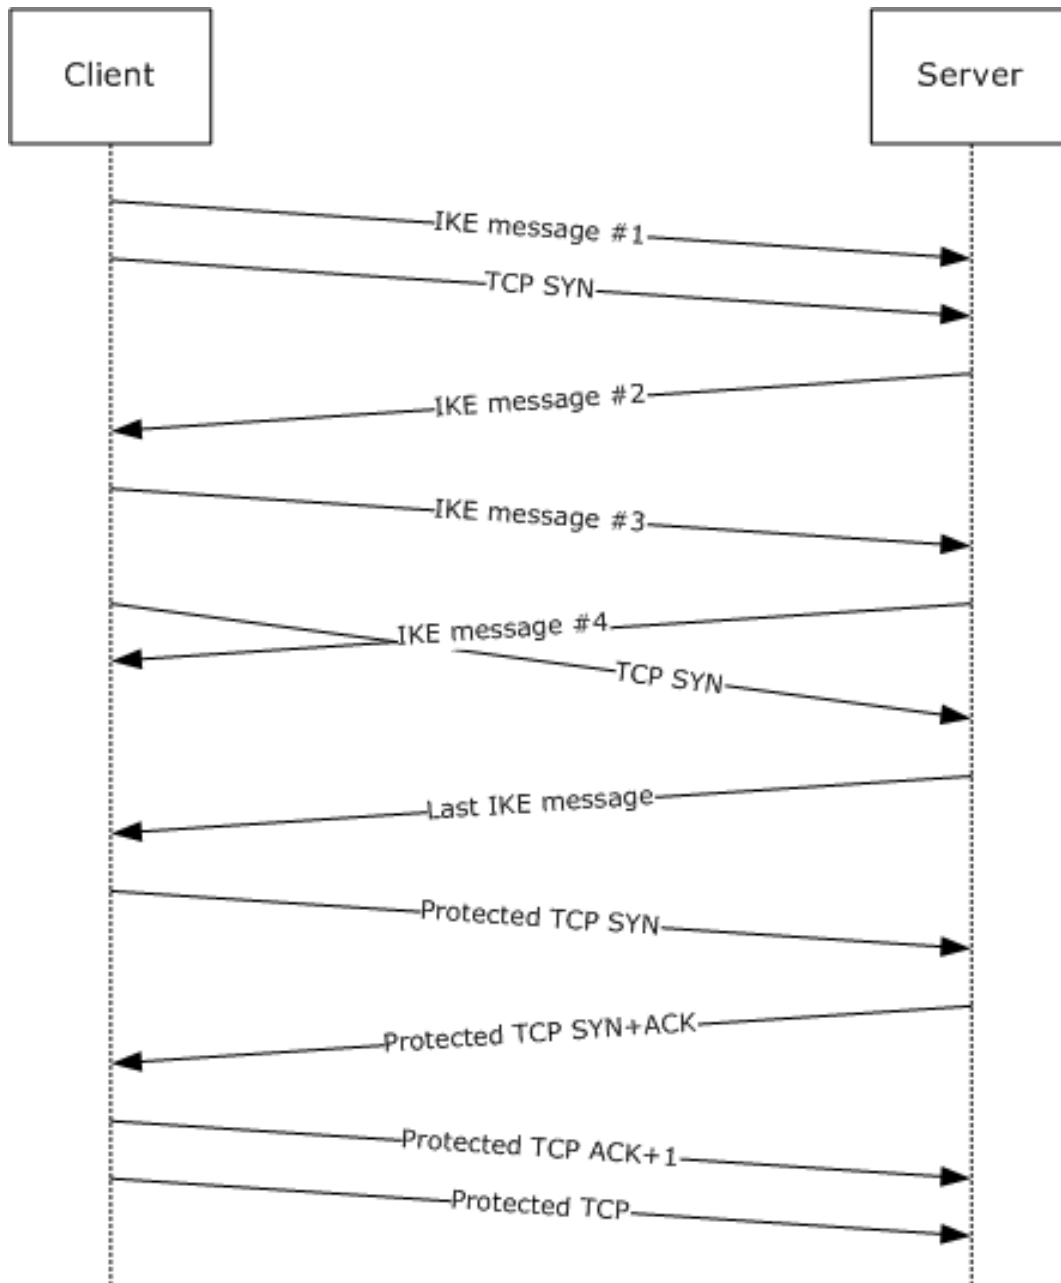 Client
Server
IKE message #1
TCP SYN
IKE message #2
IKE message #3
IKE message #4
TCP SYN
Last IKE message
Protected TCP SYN
Protected TCP SYN+ACK
Protected TCP ACK+1
Protected TCP